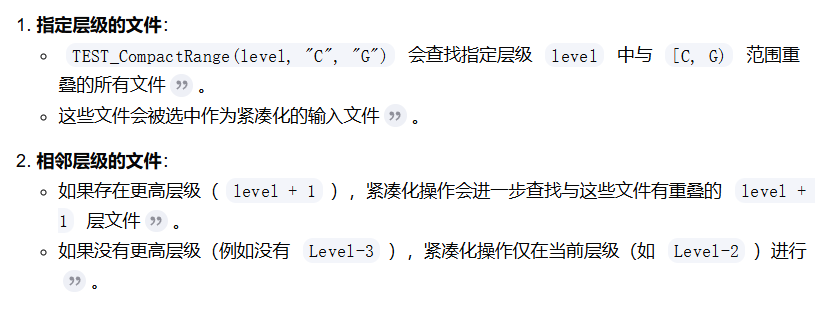 1. 指定层级的文件：
TEST_CompactRange(level, "C", "G") 会查找指定层级 level 中与 [C, G) 范围重
叠的所有文件 ❞ 。
这些文件会被选中作为紧凑化的输入文件 ❞ 。
2. 相邻层级的文件：
如果存在更高层级（ level + 1 ），紧凑化操作会进一步查找与这些文件有重叠的 level +
1 层文件 ❞ 。
如果没有更高层级（例如没有 Level-3 ），紧凑化操作仅在当前层级（如 Level-2 ）进行
❞ 。